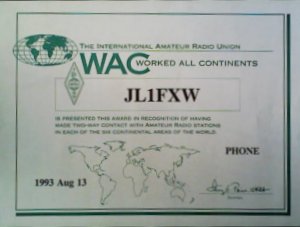 THE INTERNATIONAL AMATEUR RADIO UNION
WAC WORKED ALL CONTINENTS
JL1FXW
IS PRESENTED THIS AWARD IN RECOGNITION OF HAVING
MADE TWO-WAY CONTACT WITH AMATEUR RADIO STATIONS
IN EACH OF THE SIX CONTINENTAL AREAS OF THE WORLD.
PHONE
1993 Aug 13